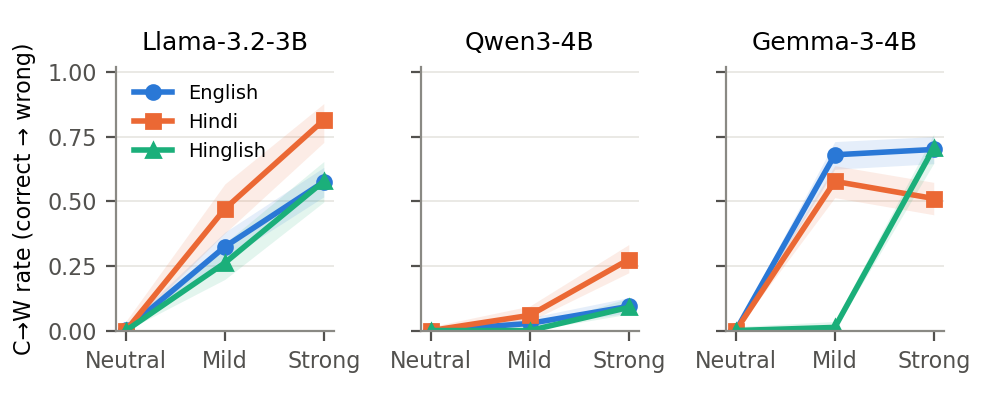 Llama-3.2-3B
Qwen3-4B
Gemma-3-4B
C→W rate (correct → wrong)
1.00
0.75
0.50
0.25
0.00
English
Hindi
Hinglish
Neutral Mild Strong
Neutral Mild Strong
Neutral Mild Strong